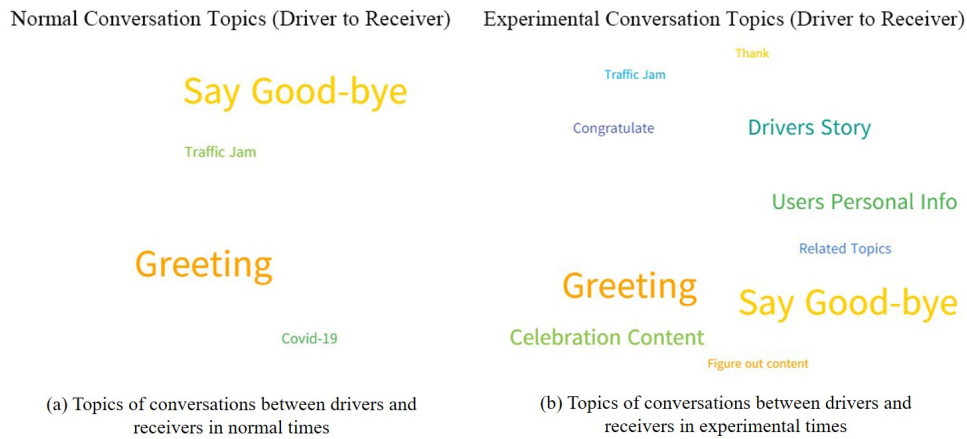 Normal Conversation Topics (Driver to Receiver)
Say Good-bye
Traffic Jam
Greeting
Covid-19
(a) Topics of conversations between drivers and
receivers in normal times
Experimental Conversation Topics (Driver to Receiver)
Thank
Traffic Jam
Congratulate
Drivers Story
Users Personal Info
Related Topics
Greeting
Say Good-bye
Celebration Content
Figure out content
(b) Topics of conversations between drivers and
receivers in experimental times